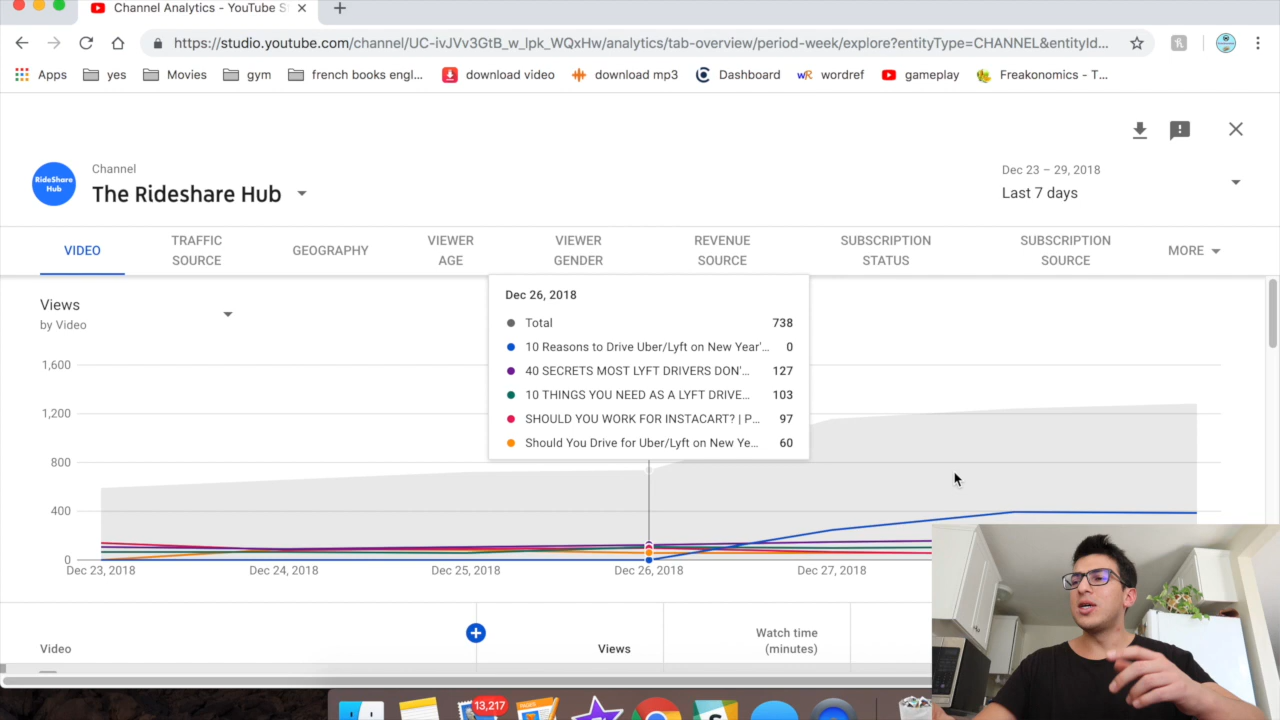 Channel Analytics - YouTube S
https://studio.youtube.com/channel/UC-ivJVv3GtB_w_lpk_WQxHw/analytics/tab-overview/period-week/explore?entityType=CHANNEL&entityId...
Apps yes Movies gym french books engl... download video download mp3 Dashboard wordref gameplay Freakonomics - T...
RideShare
Hub
Channel
The Rideshare Hub
Dec 23 – 29, 2018
Last 7 days
VIDEO
TRAFFIC
SOURCE
GEOGRAPHY
VIEWER
AGE
VIEWER
GENDER
REVENUE
SOURCE
SUBSCRIPTION
STATUS
SUBSCRIPTION
SOURCE
MORE
Views
by Video
Dec 26, 2018
Total 738
10 Reasons to Drive Uber/Lyft on New Year'... 0
40 SECRETS MOST LYFT DRIVERS DON'... 127
10 THINGS YOU NEED AS A LYFT DRIVE... 103
SHOULD YOU WORK FOR INSTACART? | P... 97
Should You Drive for Uber/Lyft on New Ye... 60
1,600
1,200
800
400
0
Dec 23, 2018 Dec 24, 2018 Dec 25, 2018 Dec 26, 2018 Dec 27, 2018
Video
Views
Watch time
(minutes)
13,217
PAGES